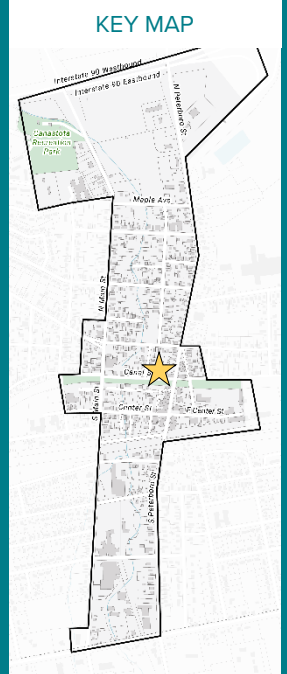 KEY MAP
Interstate 90 Westbound
Interstate 90 Eastbound
N Peterboro St
Canastota
Recreation
Park
Maple Ave
N Main St
Canal St
S Main St
Center St
E Center St
S Peterboro St